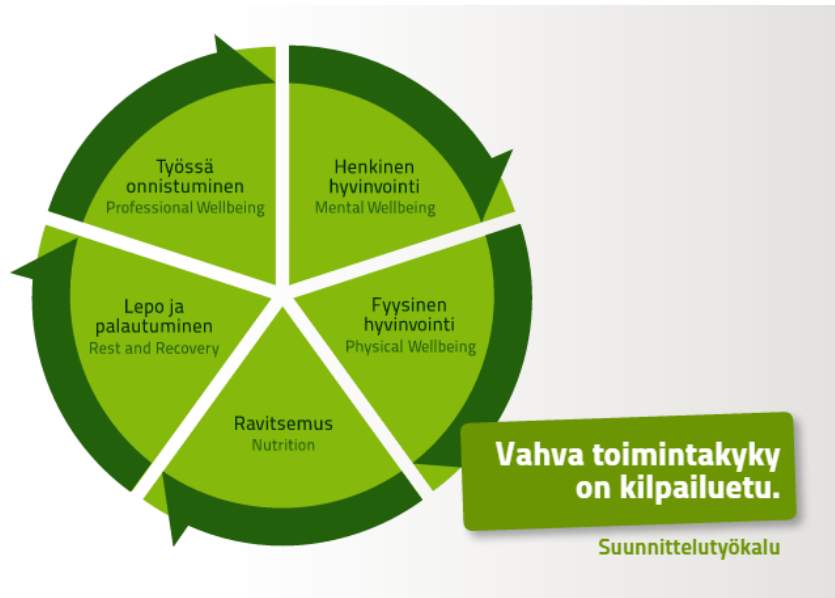 Työssä
onnistuminen
Professional Wellbeing
Henkinen
hyvinvointi
Mental Wellbeing
Lepo ja
palautuminen
Rest and Recovery
Fyysinen
hyvinvointi
Physical Wellbeing
Ravitsemus
Nutrition
Vahva toimintakyky
on kilpailuetu.
Suunnittelutyökalu